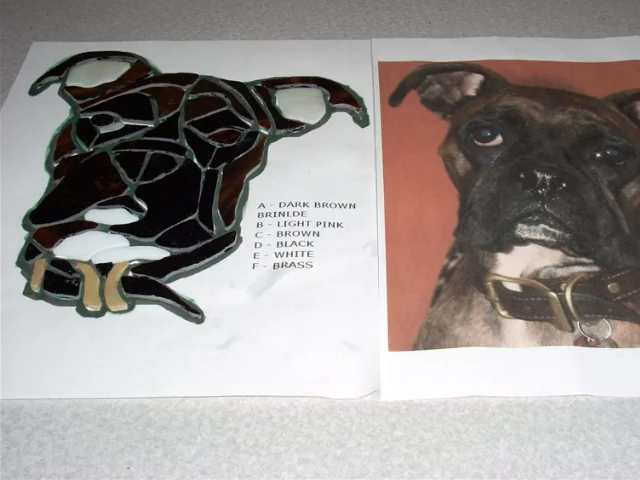 A - DARK BROWN
BRINLDE
B - LIGHT PINK
C - BROWN
D - BLACK
E - WHITE
F - BRASS